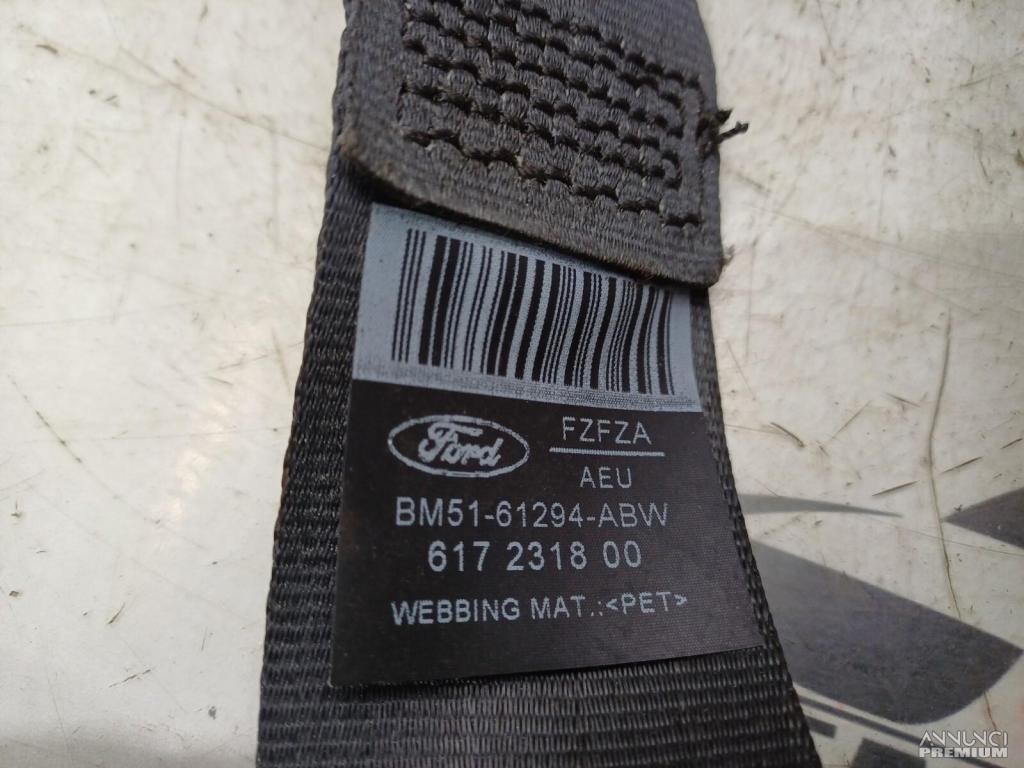 Ford
FZFZA
AEU
BM51-61294-ABW
617 2318 00
WEBBING MAT.:<PET>
ANNUNCI
PREMIUM